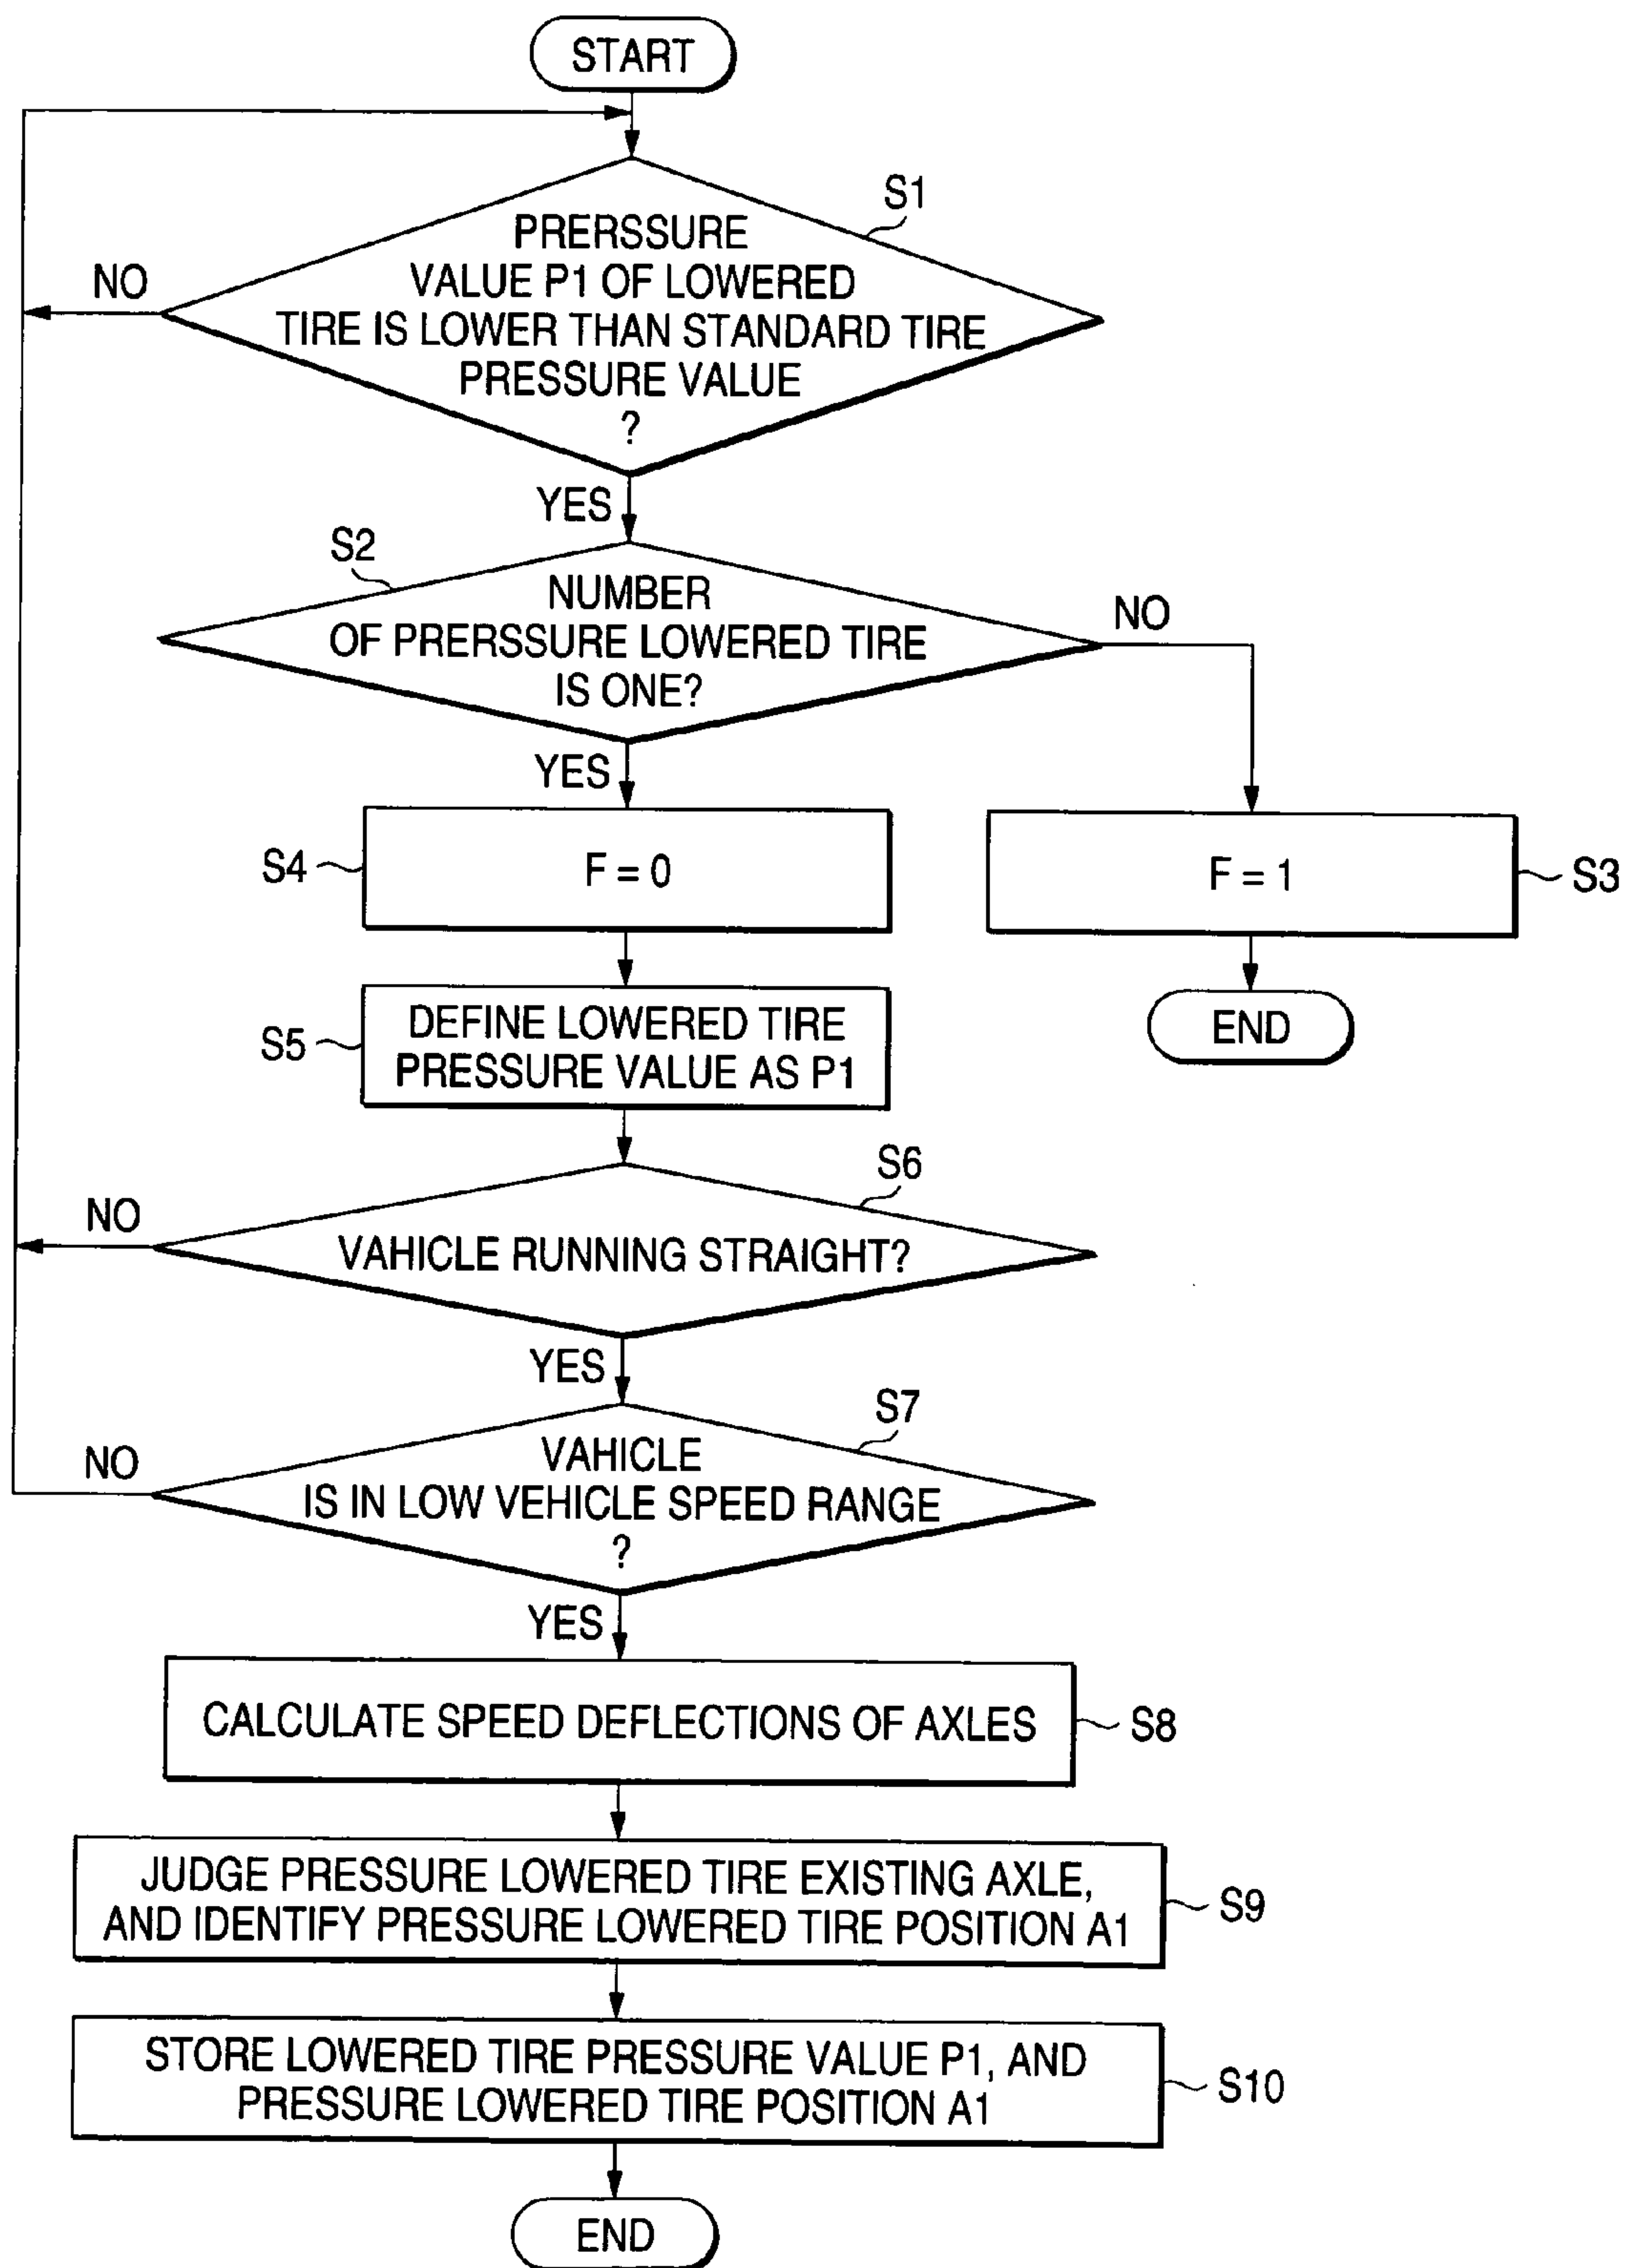 START
S1
PRERSSURE
VALUE P1 OF LOWERED
TIRE IS LOWER THAN STANDARD TIRE
PRESSURE VALUE
?
NO
YES
S2
NUMBER
OF PRERSSURE LOWERED TIRE
IS ONE?
NO
YES
S4
F = 0
F = 1
S3
S5
DEFINE LOWERED TIRE
PRESSURE VALUE AS P1
END
S6
NO
VAHICLE RUNNING STRAIGHT?
YES
S7
NO
VAHICLE
IS IN LOW VEHICLE SPEED RANGE
?
YES
CALCULATE SPEED DEFLECTIONS OF AXLES
S8
JUDGE PRESSURE LOWERED TIRE EXISTING AXLE,
AND IDENTIFY PRESSURE LOWERED TIRE POSITION A1
S9
STORE LOWERED TIRE PRESSURE VALUE P1, AND
PRESSURE LOWERED TIRE POSITION A1
S10
END